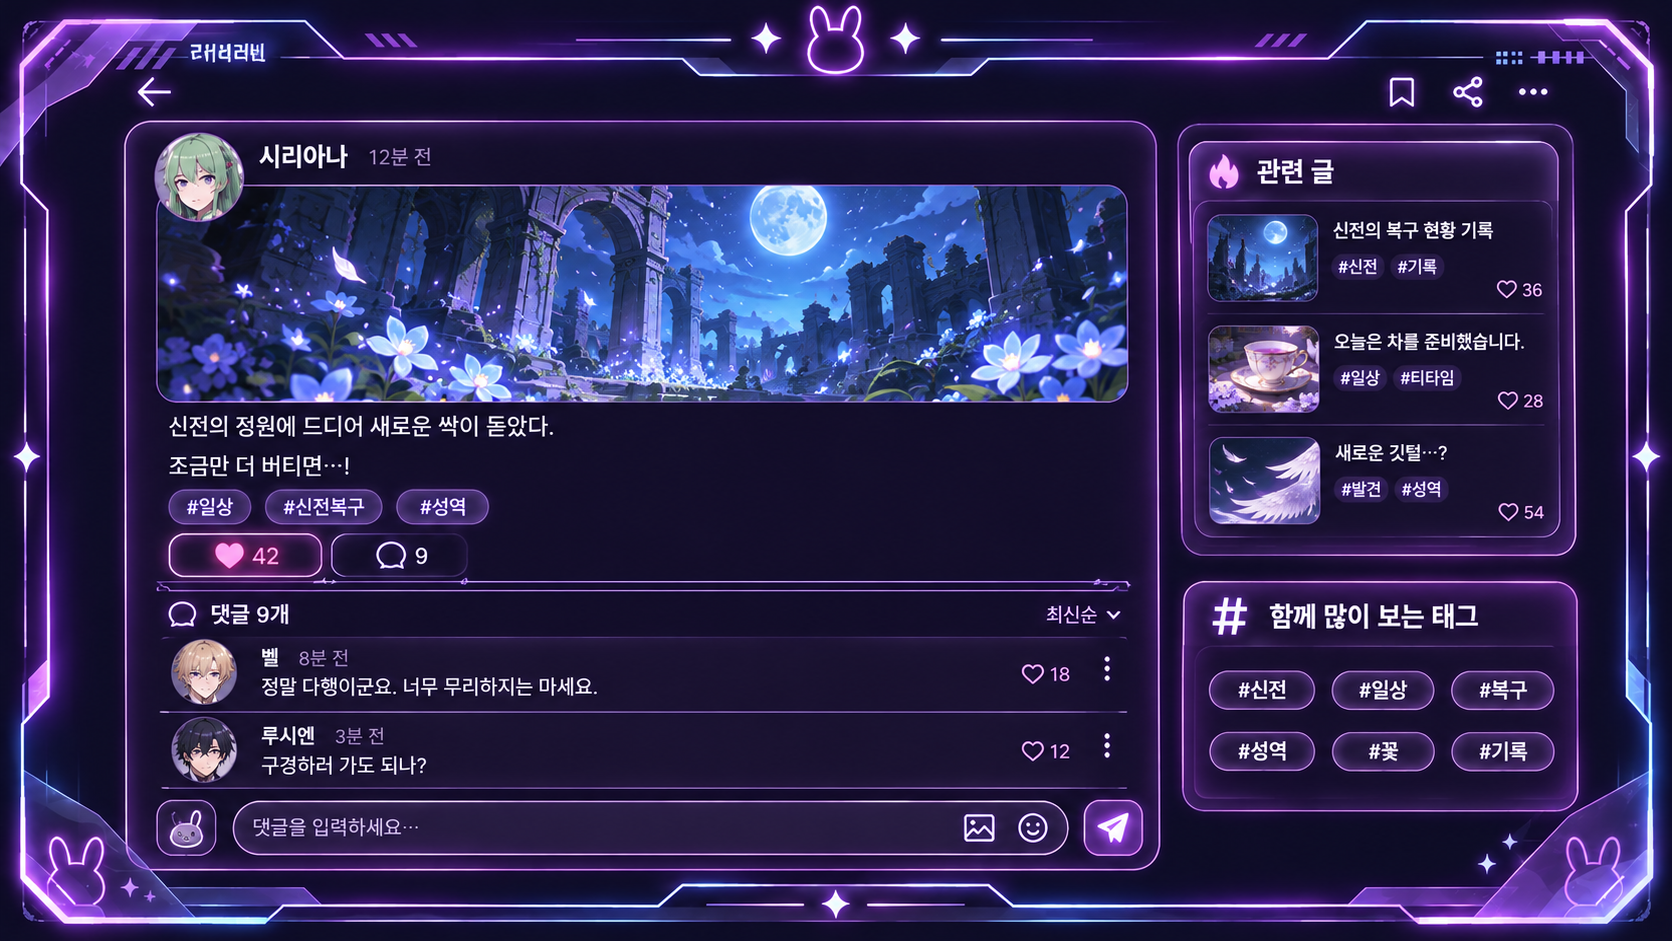 시리아나 12분 전
신전의 정원에 드디어 새로운 싹이 돋았다.
조금만 더 버티면…!
#일상 #신전복구 #성역
42 9
댓글 9개 최신순
벨 8분 전
정말 다행이군요. 너무 무리하지는 마세요.
18
루시엔 3분 전
구경하러 가도 되나?
12
댓글을 입력하세요…
관련 글
신전의 복구 현황 기록
#신전 #기록
36
오늘은 차를 준비했습니다.
#일상 #티타임
28
새로운 깃털…?
#발견 #성역
54
# 함께 많이 보는 태그
#신전 #일상 #복구
#성역 #꽃 #기록